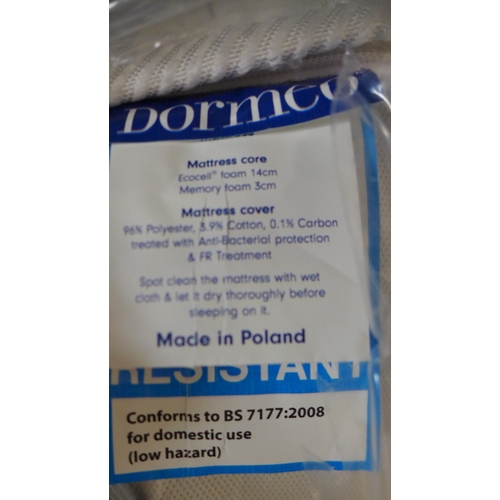 Dormeo
Mattress core
Ecocell™ foam 14cm
Memory foam 3cm
Mattress cover
96% Polyester, 3.9% Cotton, 0.1% Carbon
treated with Anti-Bacterial protection
& FR Treatment
Spot clean the mattress with wet
cloth & let it dry thoroughly before
sleeping on it.
Made in Poland
RESISTANT
Conforms to BS 7177:2008
for domestic use
(low hazard)